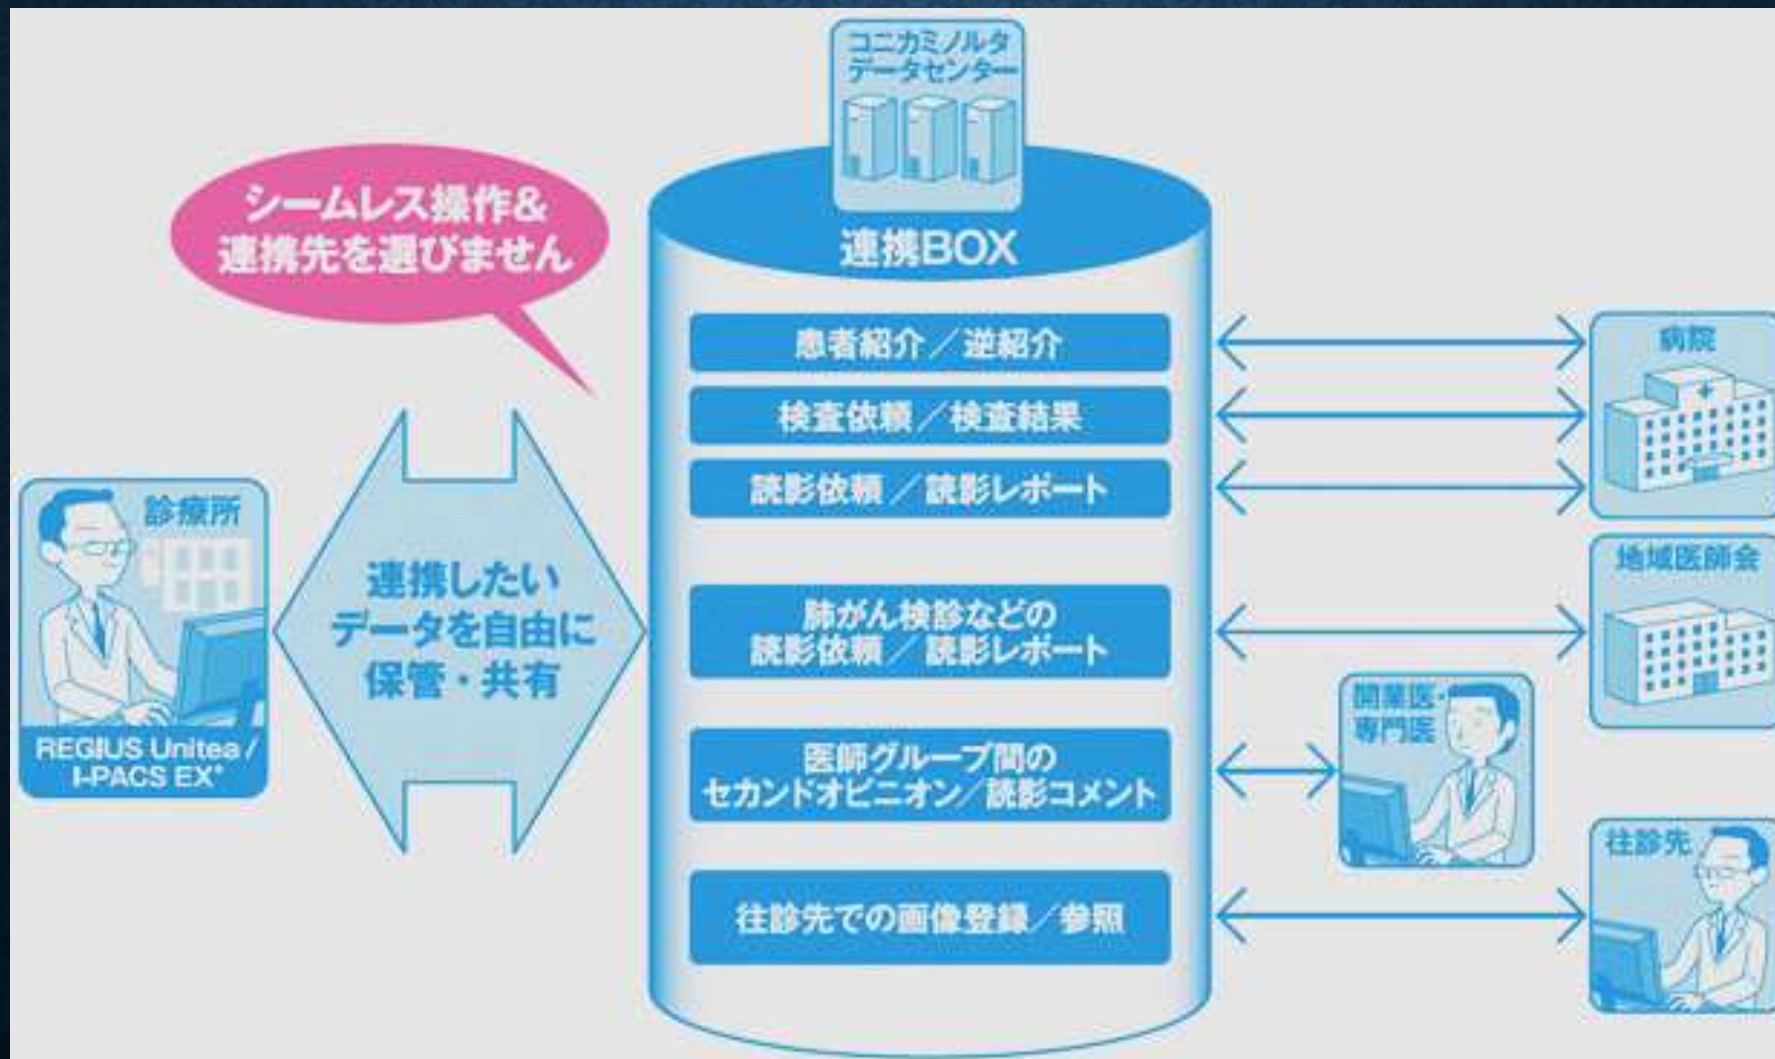 コニカミノルタ
データセンター
シームレス操作&
連携先を選びません
連携BOX
患者紹介／逆紹介
検査依頼／検査結果
読影依頼／読影レポート
肺がん検診などの
読影依頼／読影レポート
医師グループ間の
セカンドオピニオン／読影コメント
往診先での画像登録／参照
診療所
REGIUS Unitea /
I-PACS EX*
連携したい
データを自由に
保管・共有
病院
地域医師会
開業医・
専門医
往診先